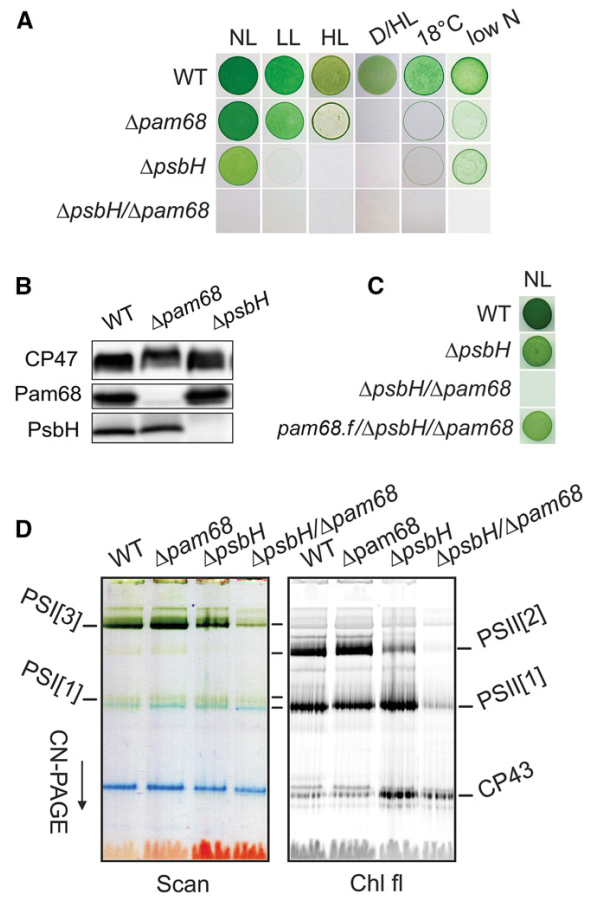 A
NL LL HL D/HL 18°C low N
WT
Δpam68
ΔpsbH
ΔpsbH/Δpam68
B
WT Δpam68 ΔpsbH
CP47
Pam68
PsbH
C
NL
WT
ΔpsbH
ΔpsbH/Δpam68
pam68.f/ΔpsbH/Δpam68
D
WT Δpam68 ΔpsbH ΔpsbH/Δpam68
WT Δpam68 ΔpsbH ΔpsbH/Δpam68
PSI[3]
PSI[1]
CN-PAGE
PSII[2]
PSII[1]
CP43
Scan
Chl fl